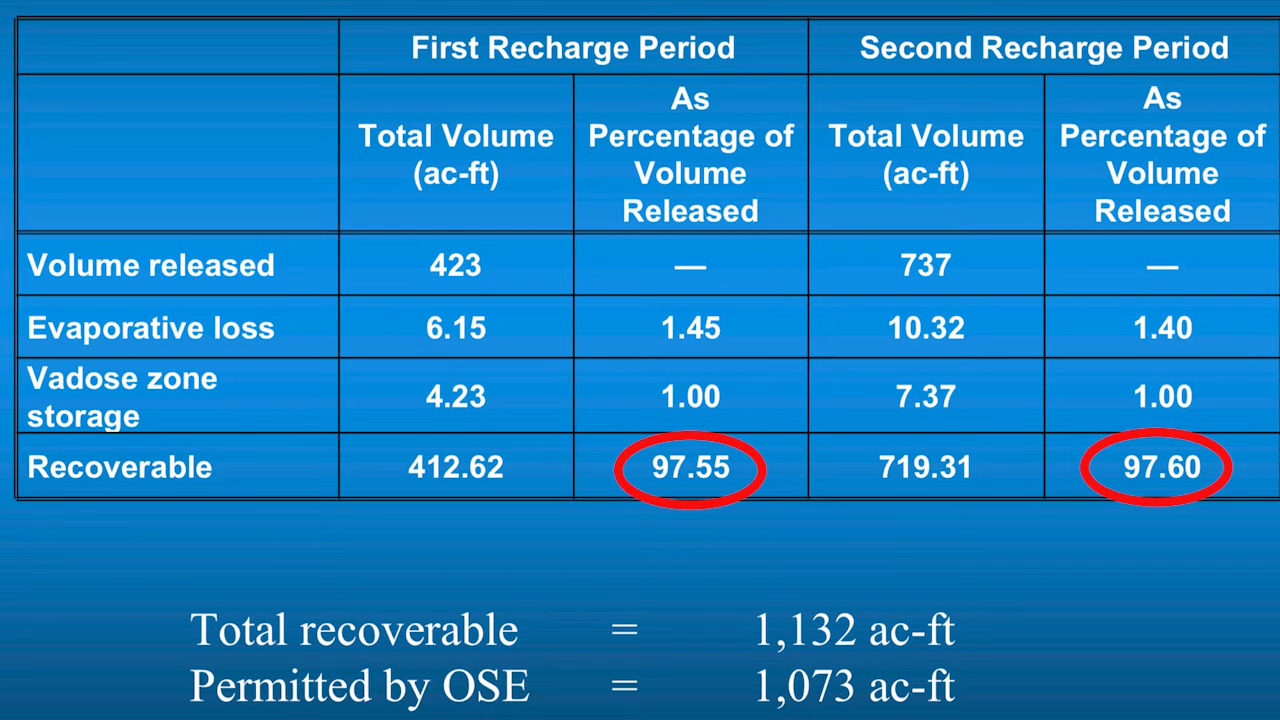 First Recharge Period Second Recharge Period
Total Volume (ac-ft) As Percentage of Volume Released Total Volume (ac-ft) As Percentage of Volume Released
Volume released 423 — 737 —
Evaporative loss 6.15 1.45 10.32 1.40
Vadose zone storage 4.23 1.00 7.37 1.00
Recoverable 412.62 97.55 719.31 97.60
Total recoverable = 1,132 ac-ft
Permitted by OSE = 1,073 ac-ft